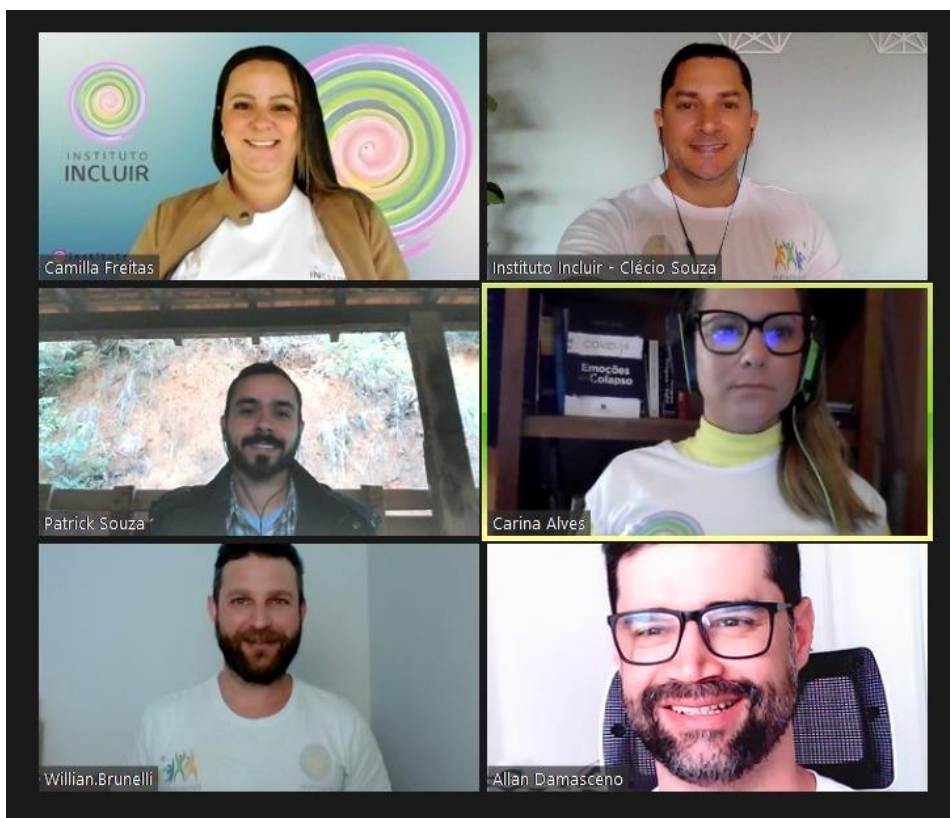 INSTITUTO
INCLUIR
Camilla Freitas
Instituto Incluir - Clécio Souza
COVID-19
Emoções
Colapso
Patrick Souza
Carina Alves
Willian.Brunelli
Allan Damasceno